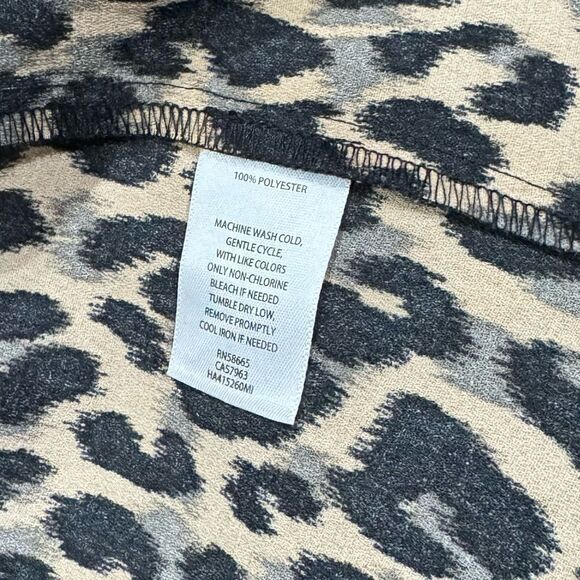 100% POLYESTER
MACHINE WASH COLD,
GENTLE CYCLE,
WITH LIKE COLORS
ONLY NON-CHLORINE
BLEACH IF NEEDED
TUMBLE DRY LOW,
REMOVE PROMPTLY
COOL IRON IF NEEDED
RN58665
CA57963
HA415260MI